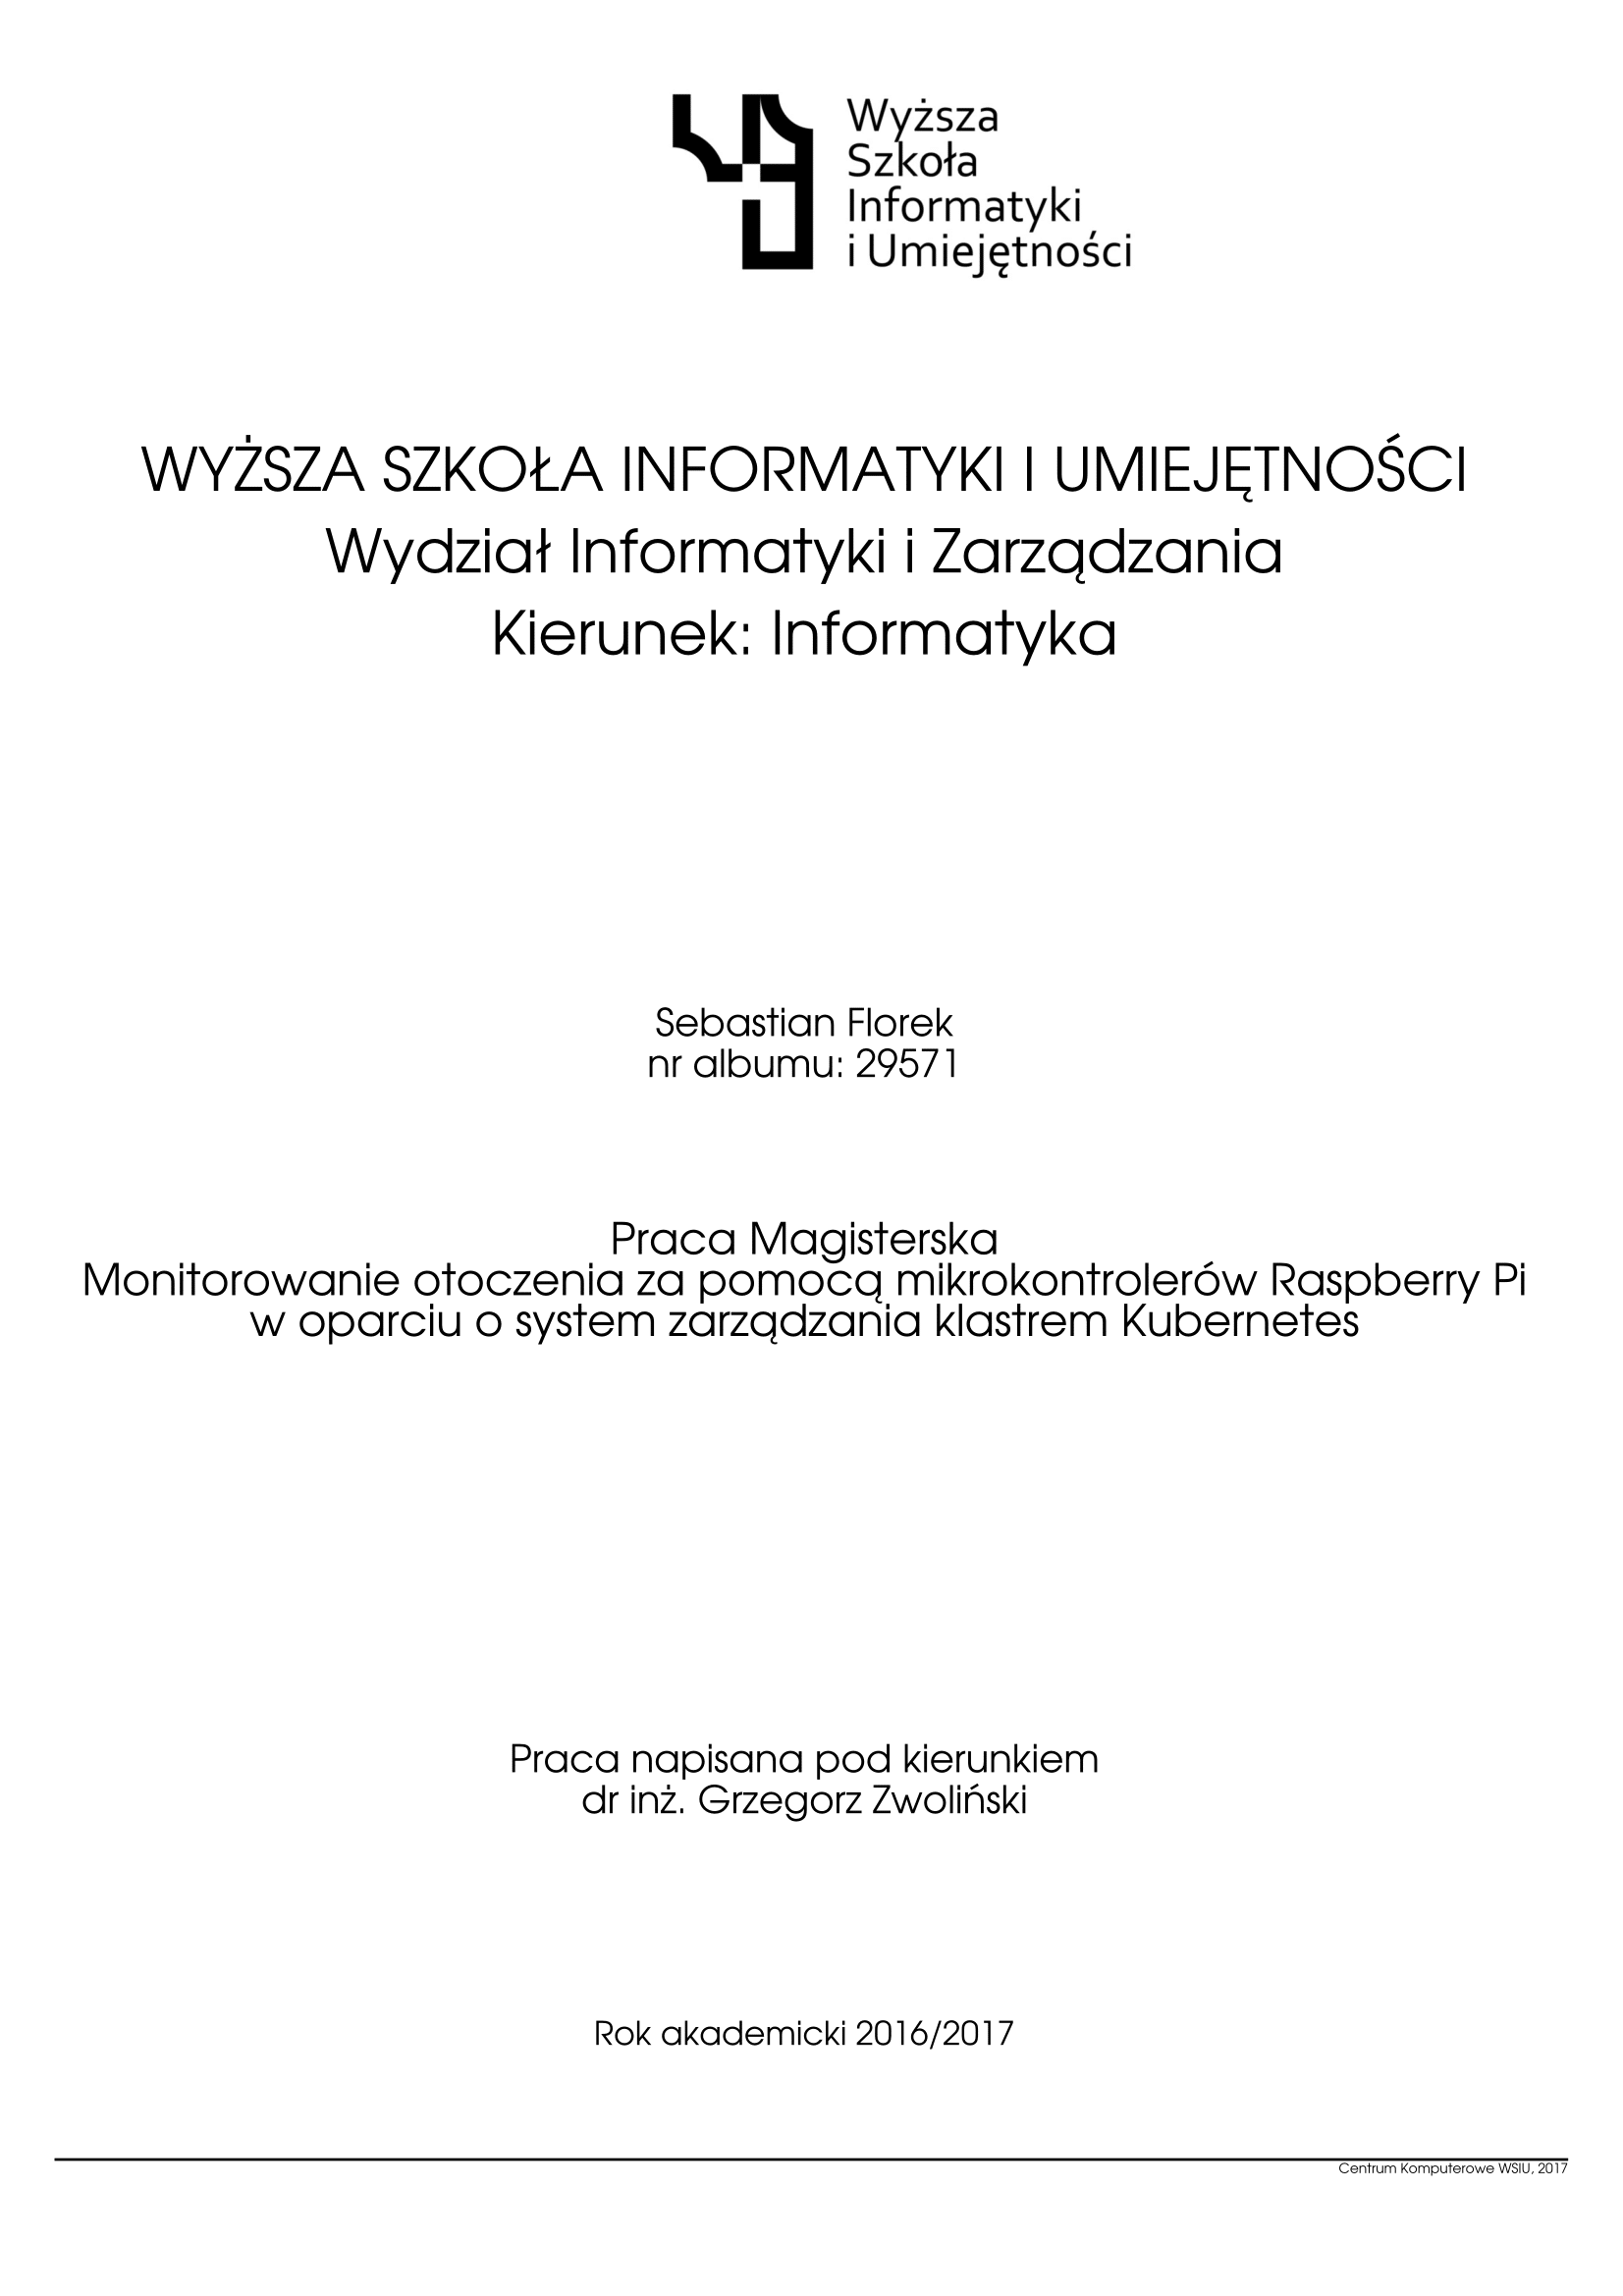 Wyższa
Szkoła
Informatyki
i Umiejętności
WYŻSZA SZKOŁA INFORMATYKI I UMIEJĘTNOŚCI
Wydział Informatyki i Zarządzania
Kierunek: Informatyka
Sebastian Florek
nr albumu: 29571
Praca Magisterska
Monitorowanie otoczenia za pomocą mikrokontrolerów Raspberry Pi
w oparciu o system zarządzania klastrem Kubernetes
Praca napisana pod kierunkiem
dr inż. Grzegorz Zwoliński
Rok akademicki 2016/2017
Centrum Komputerowe WSIU, 2017